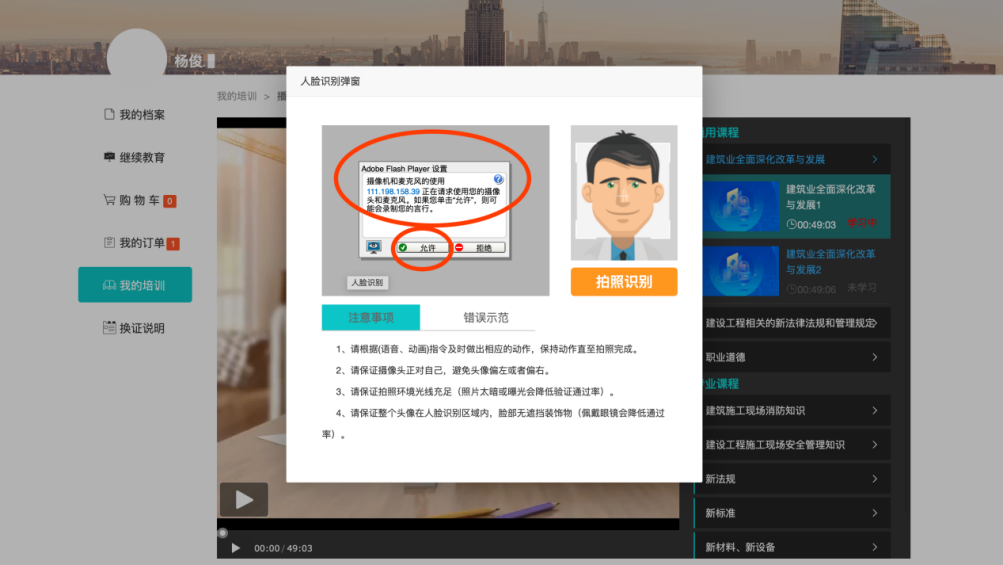 杨俊
我的培训 > 播
我的档案
继续教育
购 物 车 0
我的订单 1
我的培训
换证说明
人脸识别弹窗
Adobe Flash Player 设置
摄像机和麦克风的使用
111.198.158.39 正在请求使用您的摄像
头和麦克风。如果您单击“允许”，则可
能会录制您的言行。
允许
拒绝
人脸识别
拍照识别
注意事项
错误示范
1、请根据(语音、动画)指令及时做出相应的动作，保持动作直至拍照完成。
2、请保证摄像头正对自己，避免头像偏左或者偏右。
3、请保证拍照环境光线充足（照片太暗或曝光会降低验证通过率）。
4、请保证整个头像在人脸识别区域内，脸部无遮挡装饰物（佩戴眼镜会降低通过
率）。
用课程
建筑业全面深化改革与发展
建筑业全面深化改革
与发展1
00:49:03
建筑业全面深化改革
与发展2
00:49:06 未学习
建设工程相关的新法律法规和管理规定
职业道德
业课程
建筑施工现场消防知识
建设工程施工现场安全管理知识
新法规
新标准
新材料、新设备
00:00 / 49:03